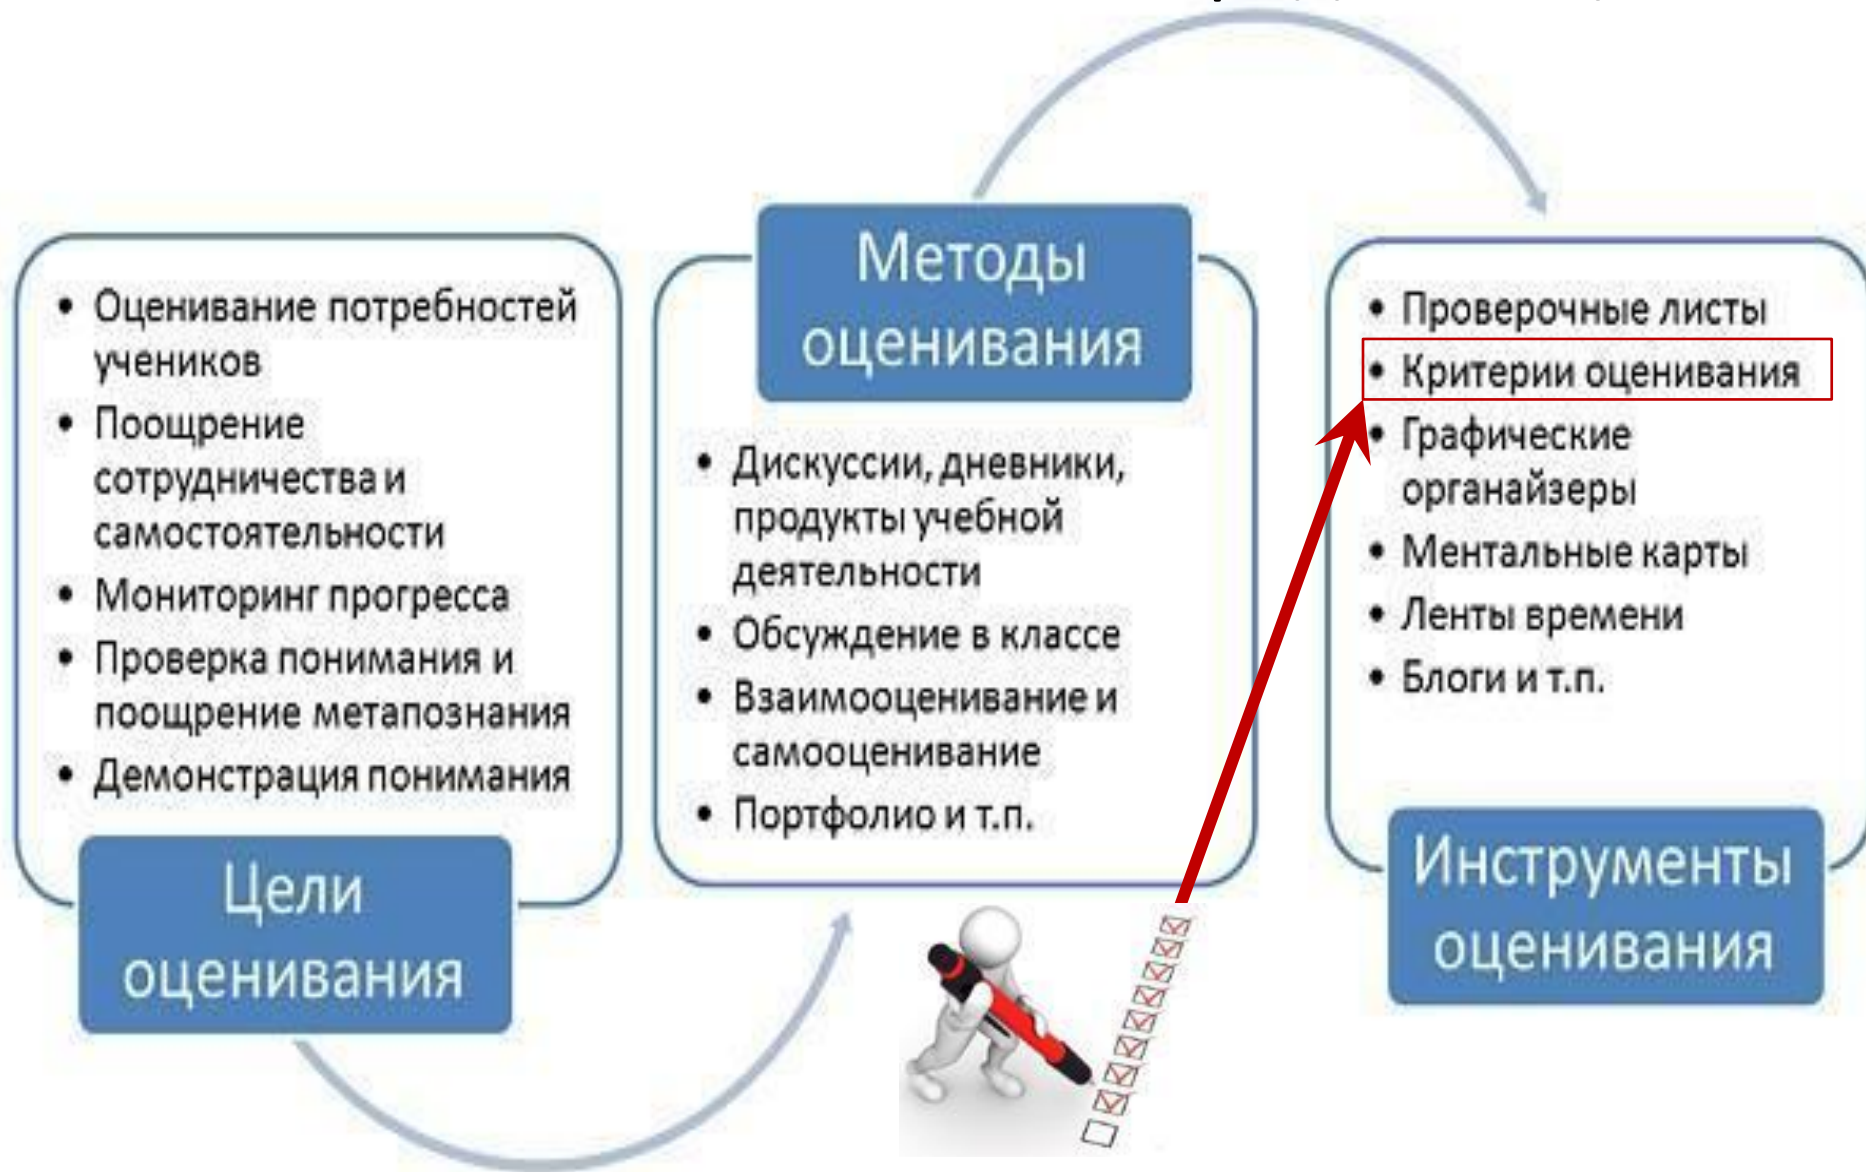 • Оценивание потребностей
учеников
• Поощрение
сотрудничества и
самостоятельности
• Мониторинг прогресса
• Проверка понимания и
поощрение метапознания
• Демонстрация понимания
Цели
оценивания
Методы
оценивания
• Дискуссии, дневники,
продукты учебной
деятельности
• Обсуждение в классе
• Взаимооценивание и
самооценивание
• Портфолио и т.п.
• Проверочные листы
• Критерии оценивания
• Графические
органайзеры
• Ментальные карты
• Ленты времени
• Блоги и т.п.
Инструменты
оценивания